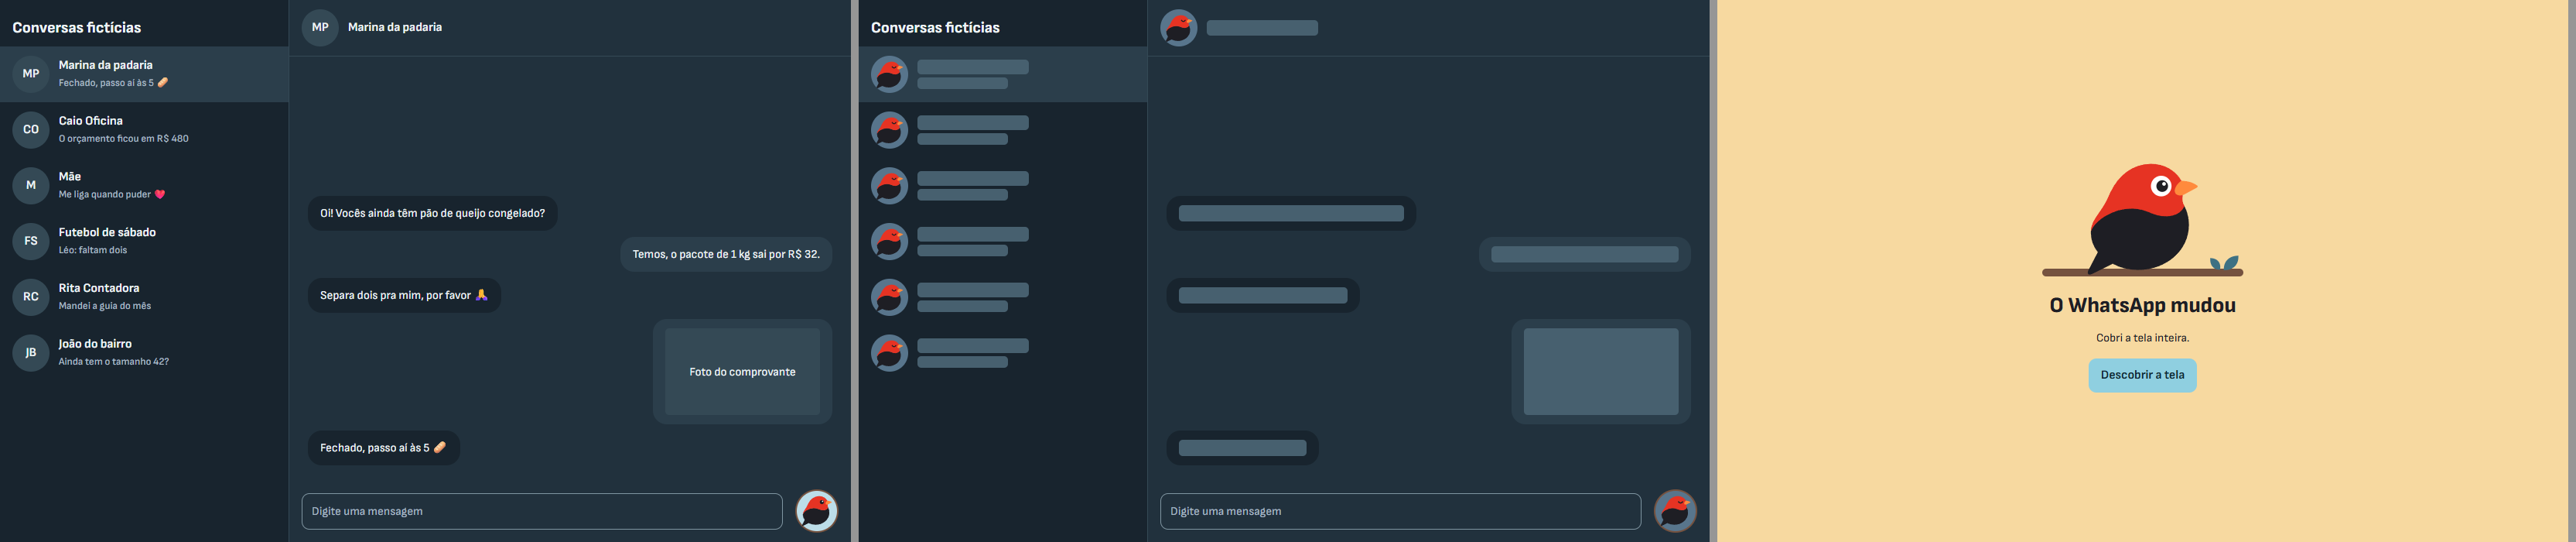 Conversas fictícias
MP
Marina da padaria
Fechado, passo aí às 5 🥖
CO
Caio Oficina
O orçamento ficou em R$ 480
M
Mãe
Me liga quando puder 💗
FS
Futebol de sábado
Léo: faltam dois
RC
Rita Contadora
Mandei a guia do mês
JB
João do bairro
Ainda tem o tamanho 42?
MP
Marina da padaria
Oi! Vocês ainda têm pão de queijo congelado?
Temos, o pacote de 1 kg sai por R$ 32.
Separa dois pra mim, por favor 🙏
Foto do comprovante
Fechado, passo aí às 5 🥖
Digite uma mensagem
Conversas fictícias
Digite uma mensagem
O WhatsApp mudou
Cobri a tela inteira.
Descobrir a tela